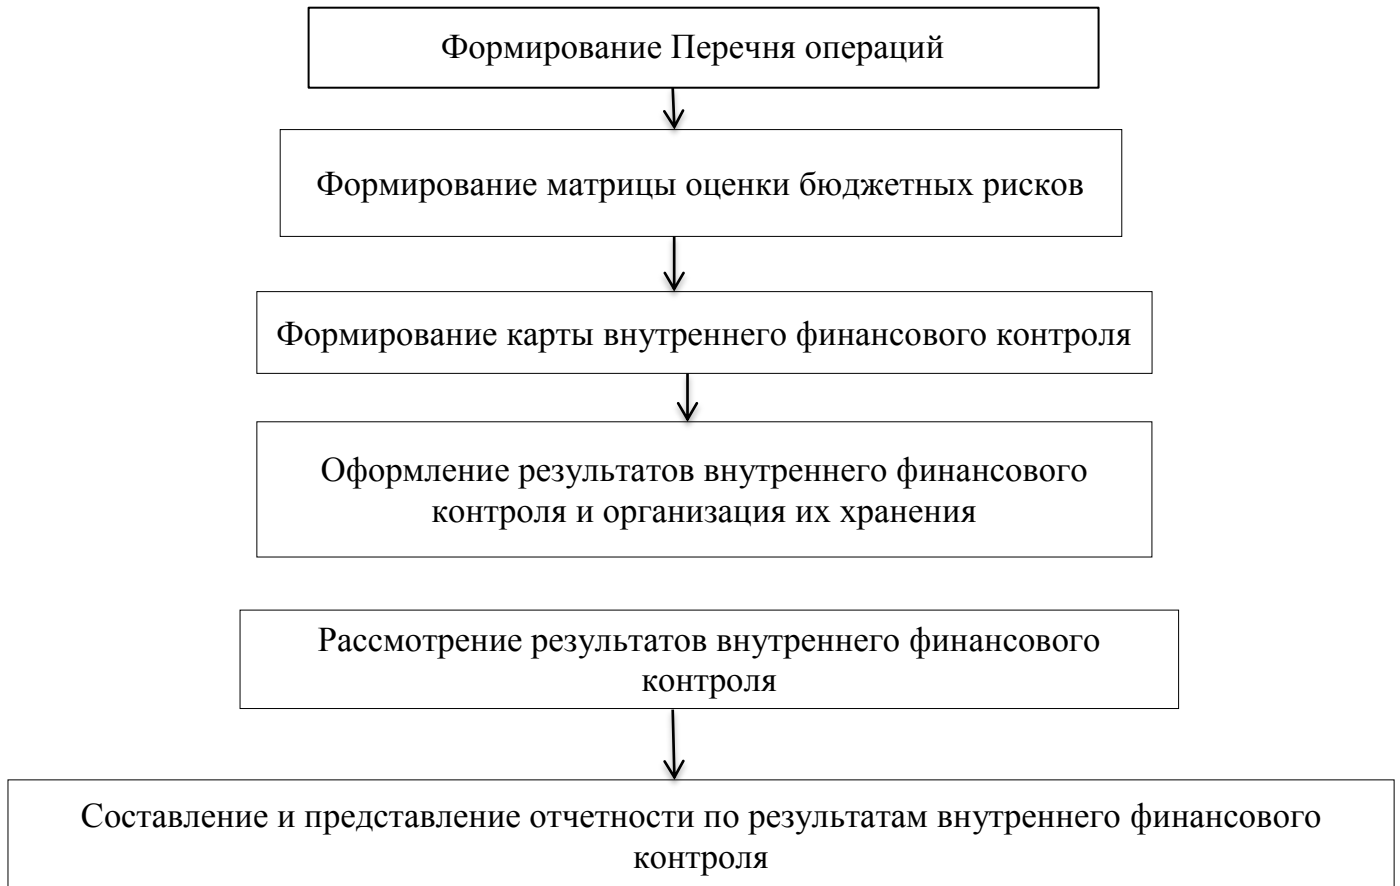 Формирование Перечня операций
Формирование матрицы оценки бюджетных рисков
Формирование карты внутреннего финансового контроля
Оформление результатов внутреннего финансового
контроля и организация их хранения
Рассмотрение результатов внутреннего финансового
контроля
Составление и представление отчетности по результатам внутреннего финансового
контроля